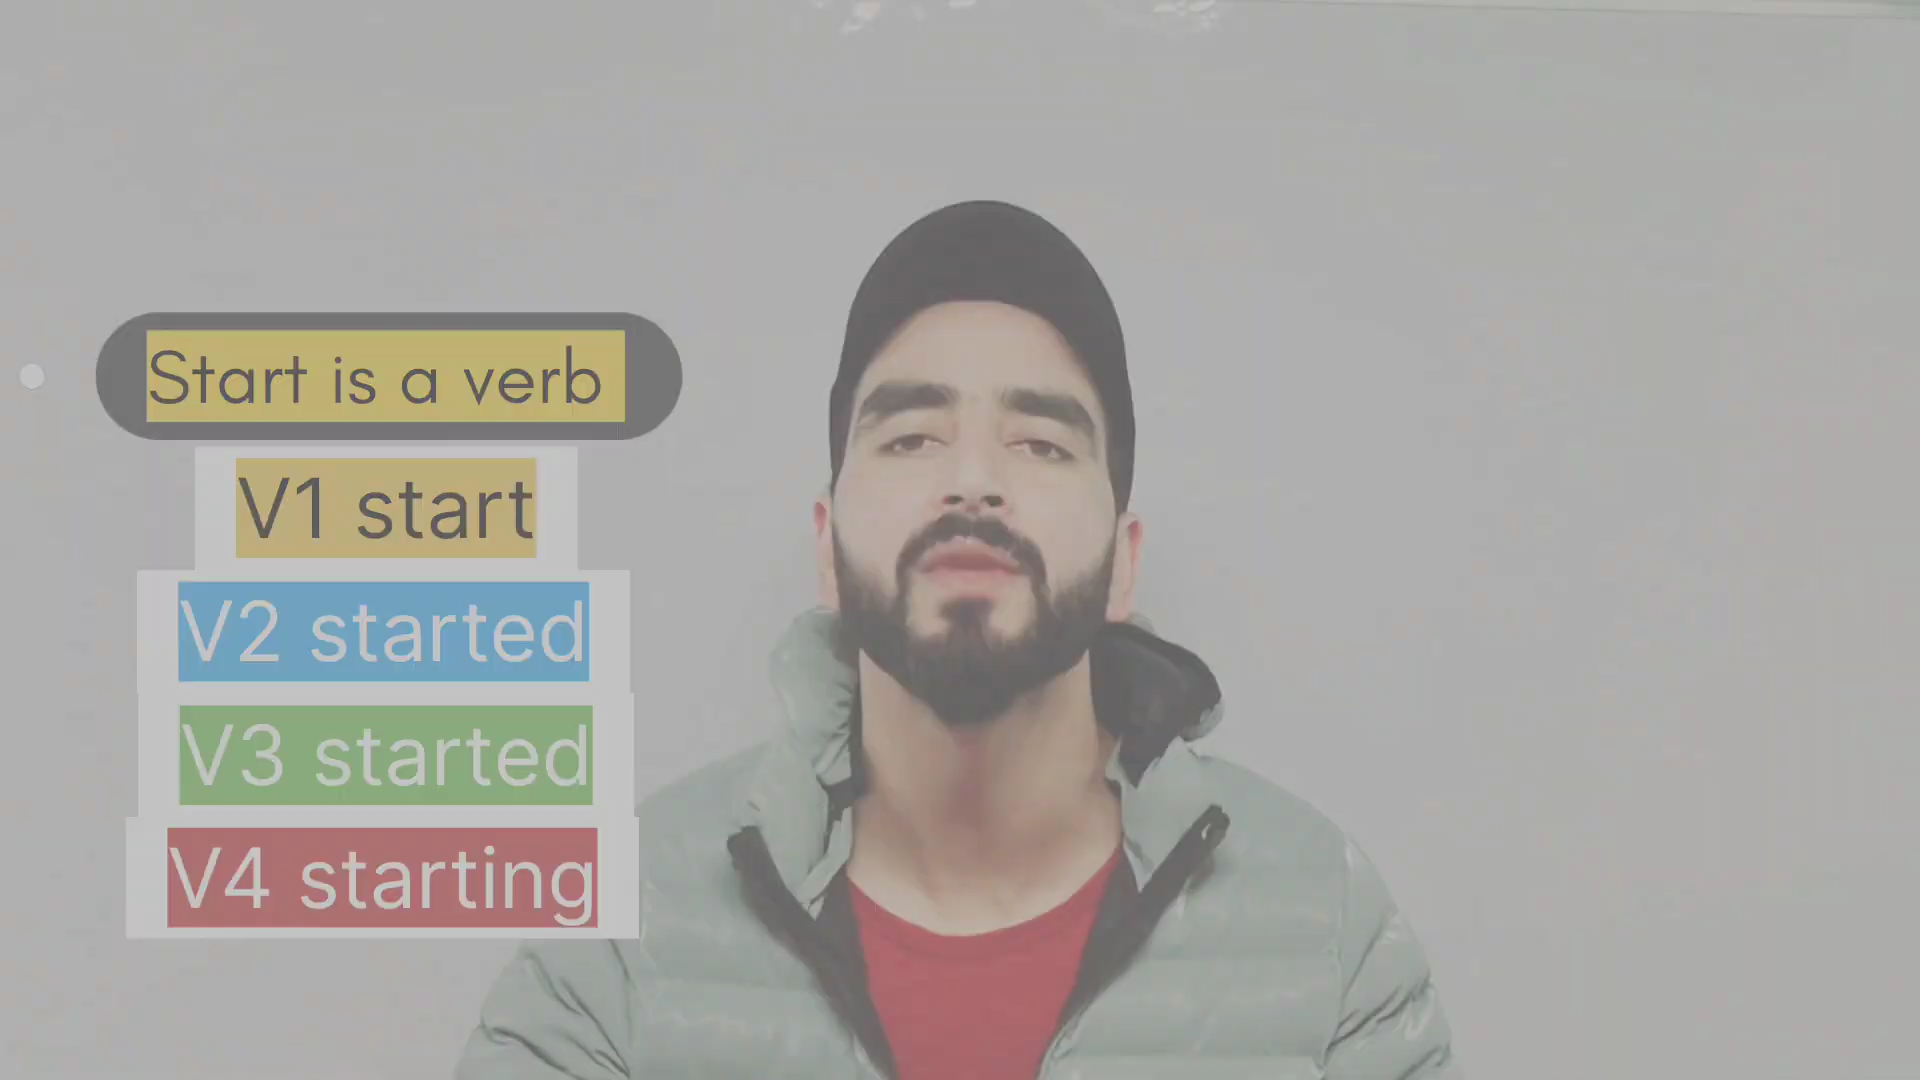 Start is a verb
V1 start
V2 started
V3 started
V4 starting